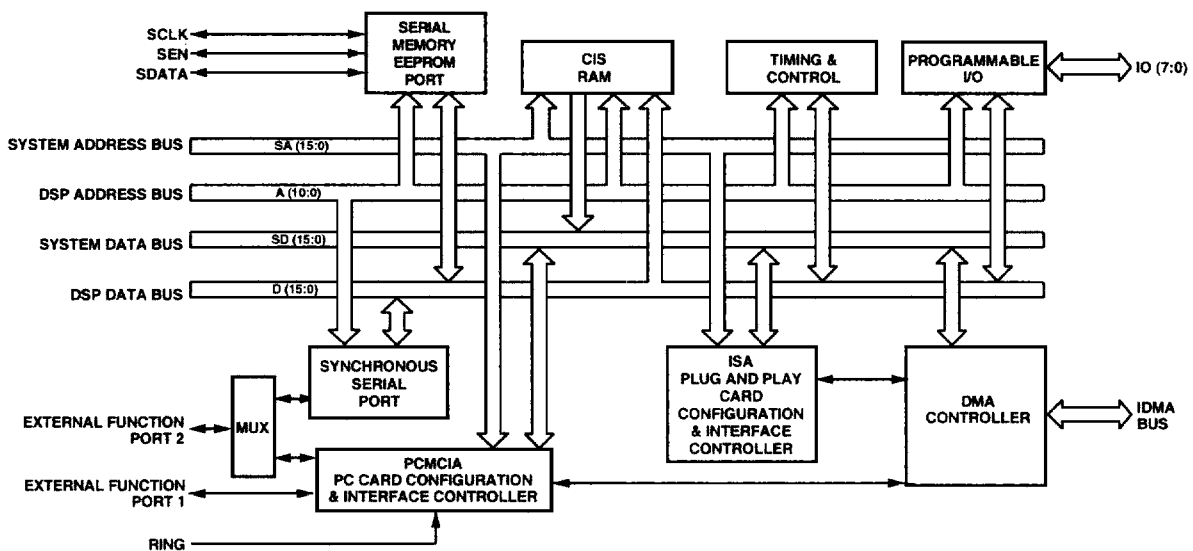 SCLK
SEN
SDATA
SERIAL
MEMORY
EEPROM
PORT
CIS
RAM
TIMING &
CONTROL
PROGRAMMABLE
I/O
IO (7:0)
SYSTEM ADDRESS BUS
SA (15:0)
DSP ADDRESS BUS
A (10:0)
SYSTEM DATA BUS
SD (15:0)
DSP DATA BUS
D (15:0)
SYNCHRONOUS
SERIAL
PORT
ISA
PLUG AND PLAY
CARD
CONFIGURATION
& INTERFACE
CONTROLLER
DMA
CONTROLLER
IDMA
BUS
EXTERNAL FUNCTION
PORT 2
MUX
PCMCIA
PC CARD CONFIGURATION
& INTERFACE CONTROLLER
EXTERNAL FUNCTION
PORT 1
RING